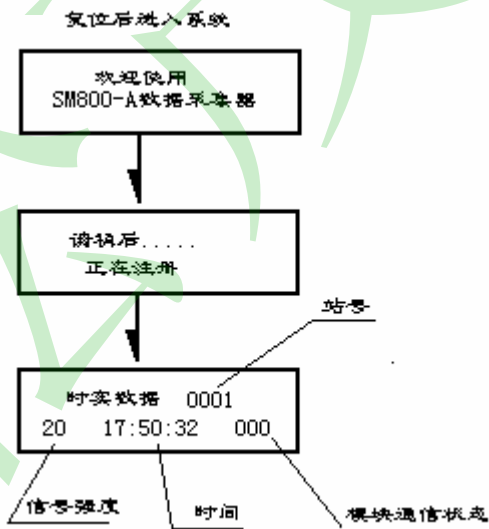 复位后进入系统
欢迎使用
SM800-A数据采集器
请稍后.....
正在注册
站号
时实数据 0001
20 17:50:32 000
信号强度 时间 模块通信状态